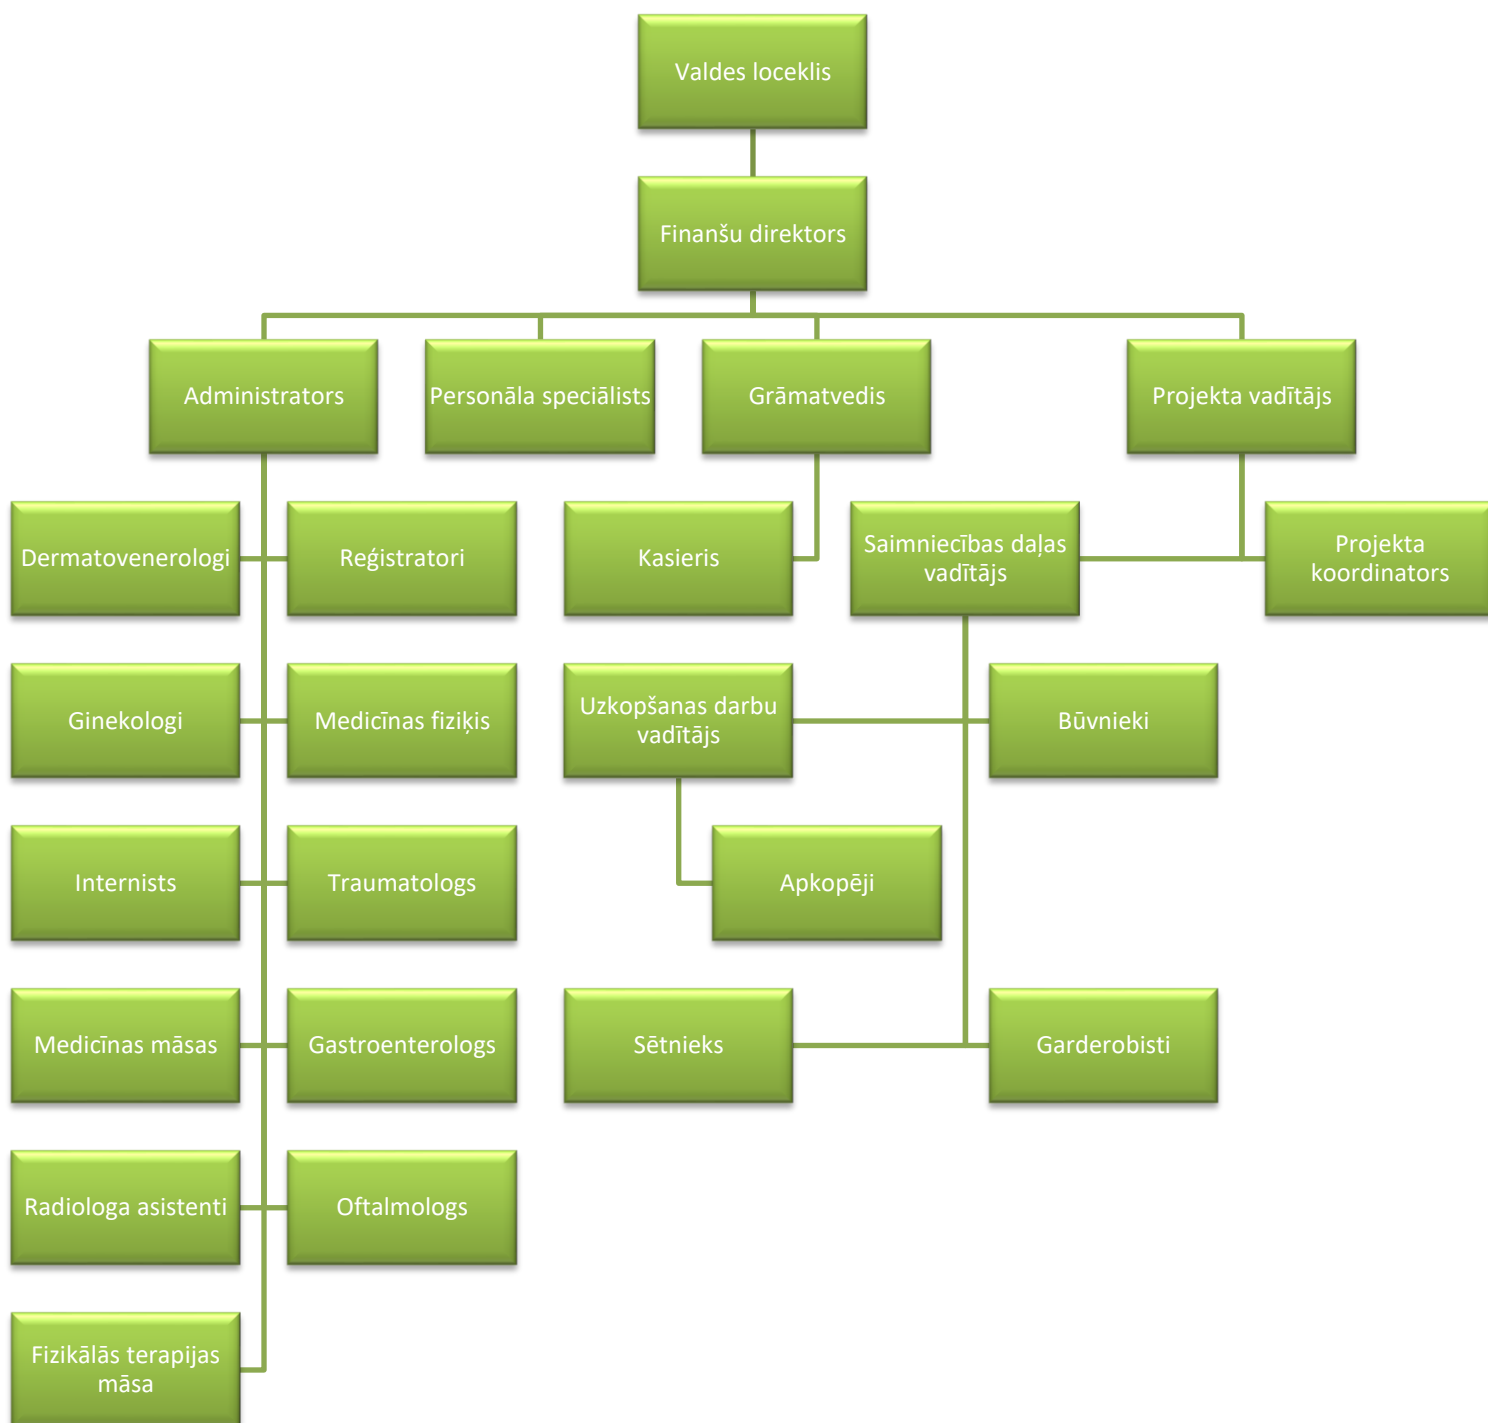 Valdes loceklis
Finanšu direktors
Administrators
Personāla speciālists
Grāmatvedis
Projekta vadītājs
Dermatovenerologi
Reģistratori
Kasieris
Saimniecības daļas
vadītājs
Projekta
koordinators
Ginekologi
Medicīnas fiziķis
Uzkopšanas darbu
vadītājs
Būvnieki
Internists
Traumatologs
Apkopēji
Medicīnas māsas
Gastroenterologs
Sētnieks
Garderobisti
Radiologa asistenti
Oftalmologs
Fizikālās terapijas
māsa